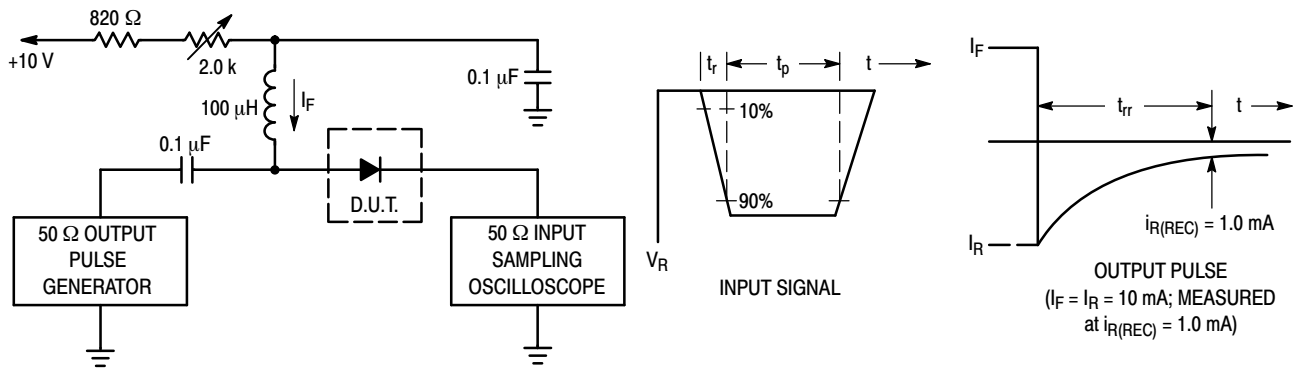 820 Ω
+10 V
2.0 k
100 μH
I_F
0.1 μF
0.1 μF
D.U.T.
50 Ω OUTPUT
PULSE
GENERATOR
50 Ω INPUT
SAMPLING
OSCILLOSCOPE
t_r
t_p
t
10%
90%
V_R
INPUT SIGNAL
I_F
t_rr
t
I_R
i_R(REC) = 1.0 mA
OUTPUT PULSE
(I_F = I_R = 10 mA; MEASURED
at i_R(REC) = 1.0 mA)